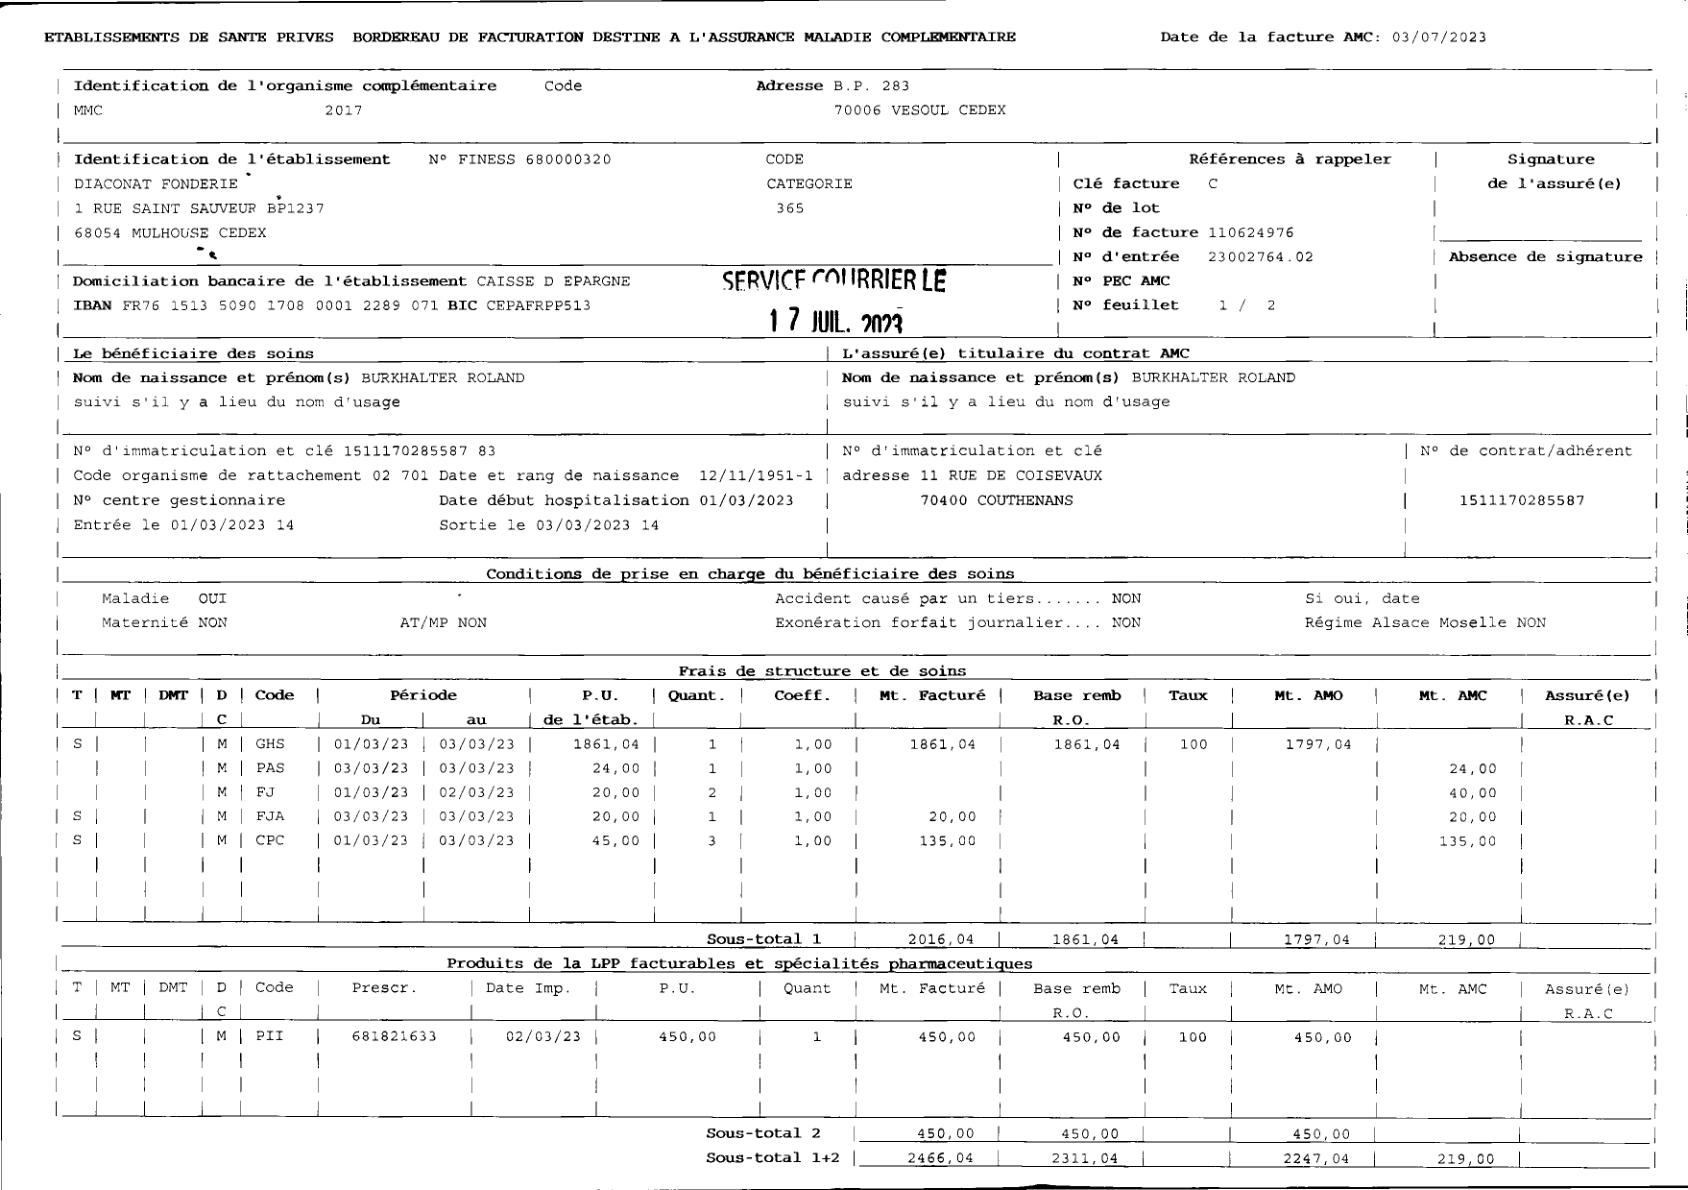 ETABLISSEMENTS DE SANTE PRIVES BORDEREAU DE FACTURATION DESTINE A L'ASSURANCE MALADIE COMPLEMENTAIRE Date de la facture AMC: 03/07/2023
Identification de l'organisme complémentaire Code Adresse B.P. 283
MMC 2017 70006 VESOUL CEDEX
Identification de l'établissement N° FINESS 680000320 CODE Références à rappeler Signature
DIACONAT FONDERIE CATEGORIE Clé facture C de l'assuré(e)
1 RUE SAINT SAUVEUR BP1237 365 N° de lot
68054 MULHOUSE CEDEX N° de facture 110624976
N° d'entrée 23002764.02 Absence de signature
Domiciliation bancaire de l'établissement CAISSE D EPARGNE SERVICE COURRIER LE N° PEC AMC
IBAN FR76 1513 5090 1708 0001 2289 071 BIC CEPAFRPP513 N° feuillet 1 / 2
17 JUIL. 2023
Le bénéficiaire des soins L'assuré(e) titulaire du contrat AMC
Nom de naissance et prénom(s) BURKHALTER ROLAND Nom de naissance et prénom(s) BURKHALTER ROLAND
suivi s'il y a lieu du nom d'usage suivi s'il y a lieu du nom d'usage
N° d'immatriculation et clé 1511170285587 83 N° d'immatriculation et clé N° de contrat/adhérent
Code organisme de rattachement 02 701 Date et rang de naissance 12/11/1951-1 adresse 11 RUE DE COISEVAUX
N° centre gestionnaire Date début hospitalisation 01/03/2023 70400 COUTHENANS 1511170285587
Entrée le 01/03/2023 14 Sortie le 03/03/2023 14
Conditions de prise en charge du bénéficiaire des soins
Maladie OUI Accident causé par un tiers....... NON Si oui, date
Maternité NON AT/MP NON Exonération forfait journalier.... NON Régime Alsace Moselle NON
Frais de structure et de soins
T MT DMT D Code Période P.U. Quant. Coeff. Mt. Facturé Base remb Taux Mt. AMO Mt. AMC Assuré(e)
C Du au de l'étab. R.O. R.A.C
S M GHS 01/03/23 03/03/23 1861,04 1 1,00 1861,04 1861,04 100 1797,04
M PAS 03/03/23 03/03/23 24,00 1 1,00 24,00
M FJ 01/03/23 02/03/23 20,00 2 1,00 40,00
S M FJA 03/03/23 03/03/23 20,00 1 1,00 20,00 20,00
S M CPC 01/03/23 03/03/23 45,00 3 1,00 135,00 135,00
Sous-total 1 2016,04 1861,04 1797,04 219,00
Produits de la LPP facturables et spécialités pharmaceutiques
T MT DMT D Code Prescr. Date Imp. P.U. Quant Mt. Facturé Base remb Taux Mt. AMO Mt. AMC Assuré(e)
C R.O. R.A.C
S M PII 681821633 02/03/23 450,00 1 450,00 450,00 100 450,00
Sous-total 2 450,00 450,00 450,00
Sous-total 1+2 2466,04 2311,04 2247,04 219,00